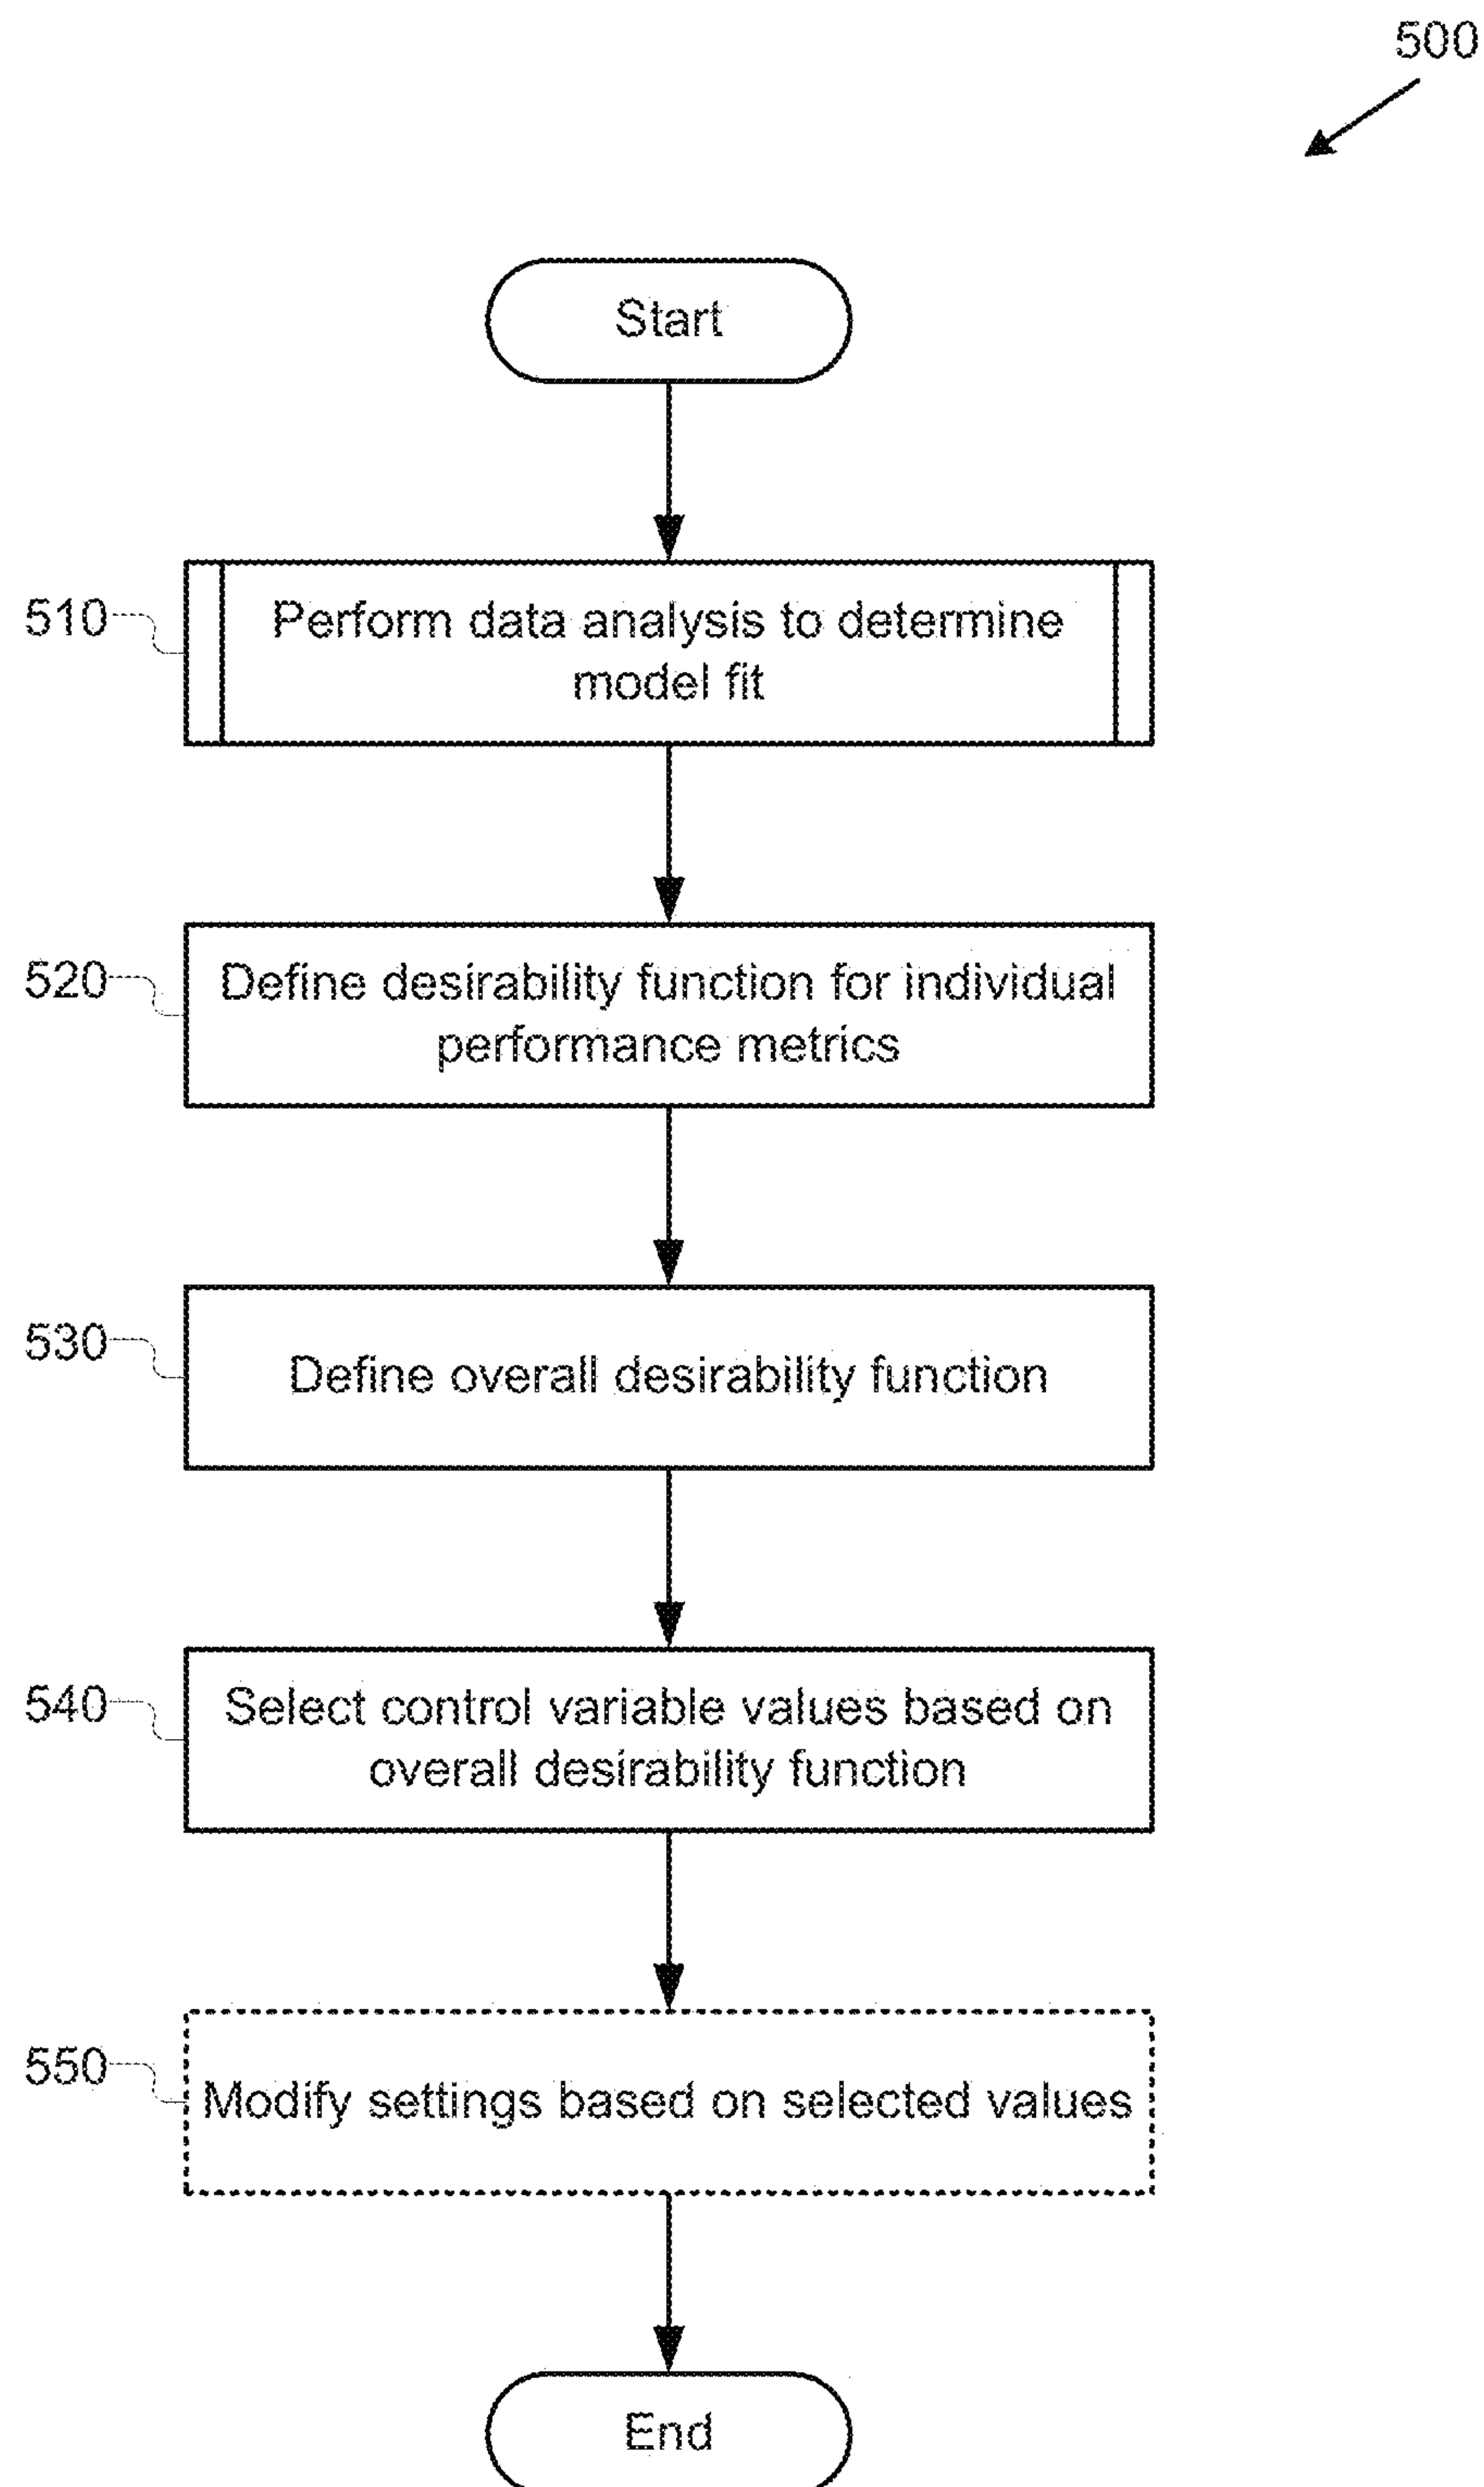 500
Start
510
Perform data analysis to determine
model fit
520
Define desirability function for individual
performance metrics
530
Define overall desirability function
540
Select control variable values based on
overall desirability function
550
Modify settings based on selected values
End